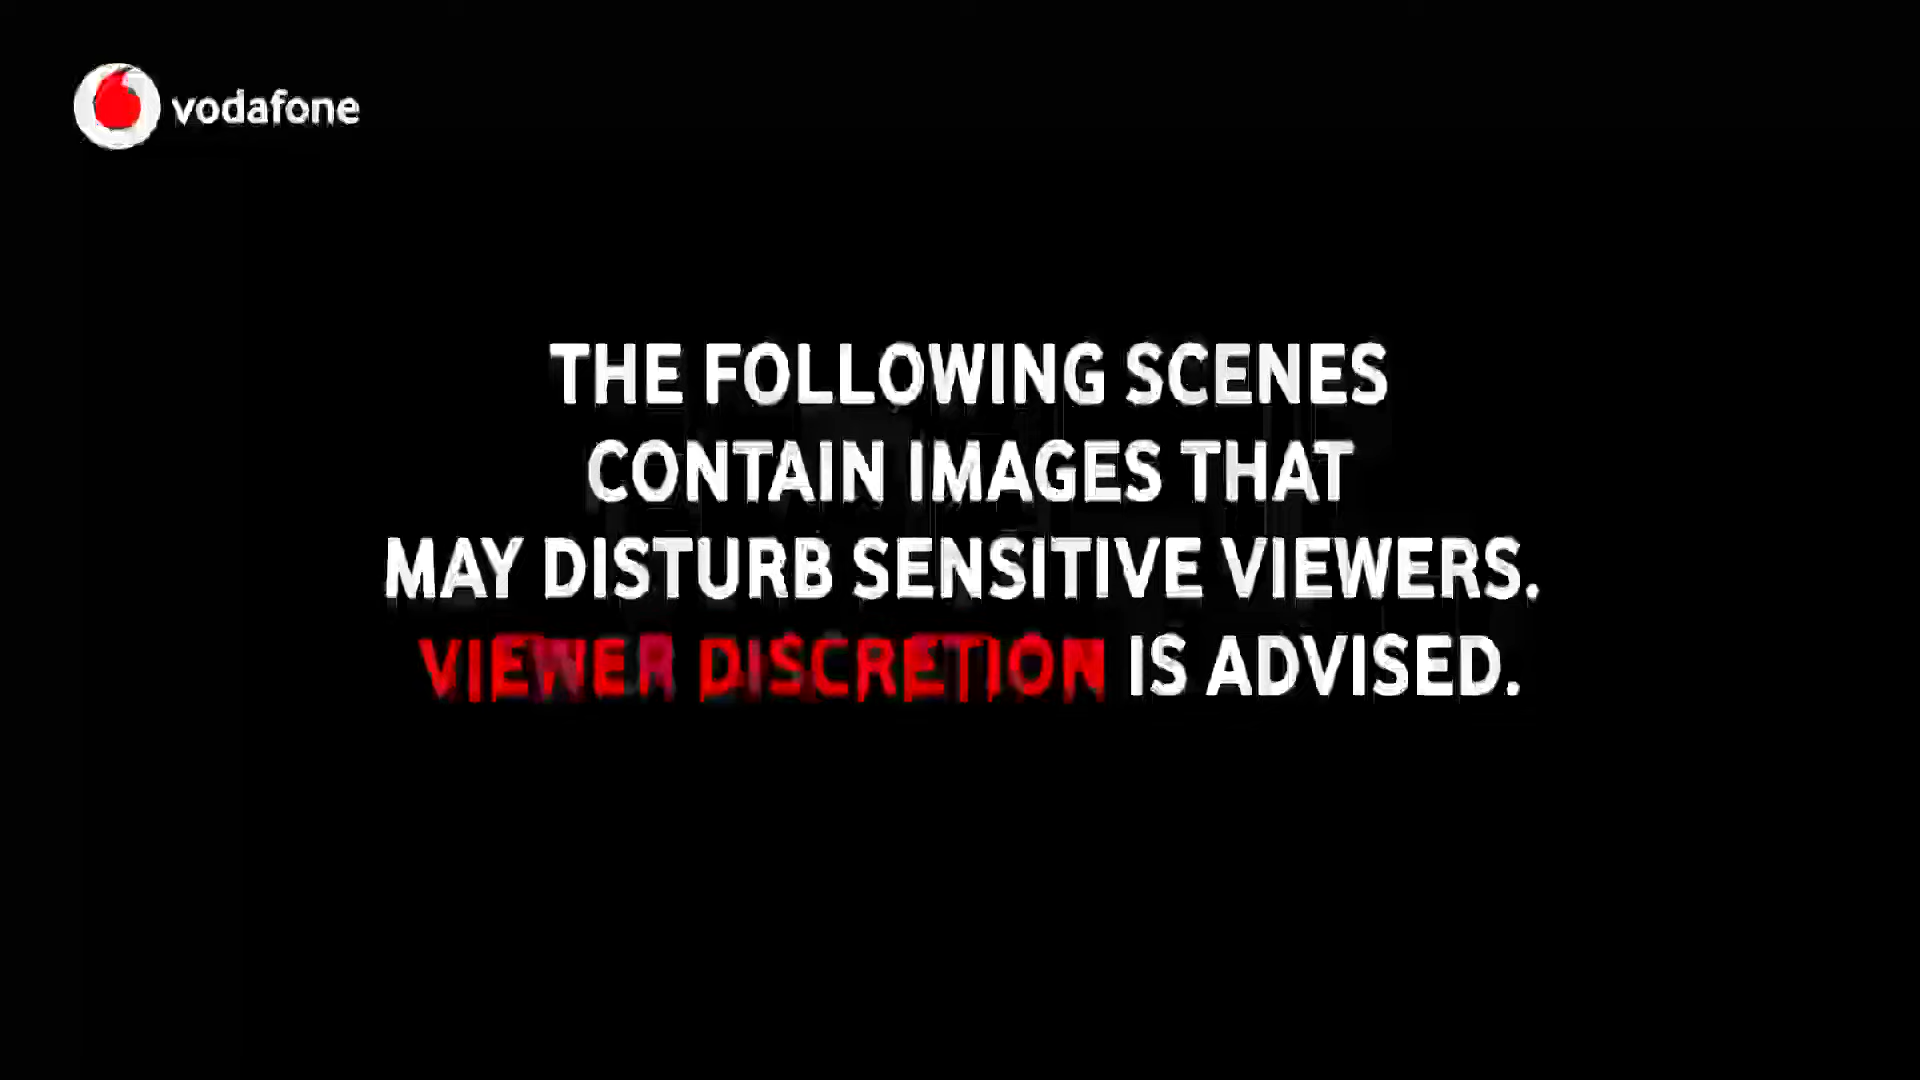 vodafone
THE FOLLOWING SCENES
CONTAIN IMAGES THAT
MAY DISTURB SENSITIVE VIEWERS.
VIEWER DISCRETION IS ADVISED.